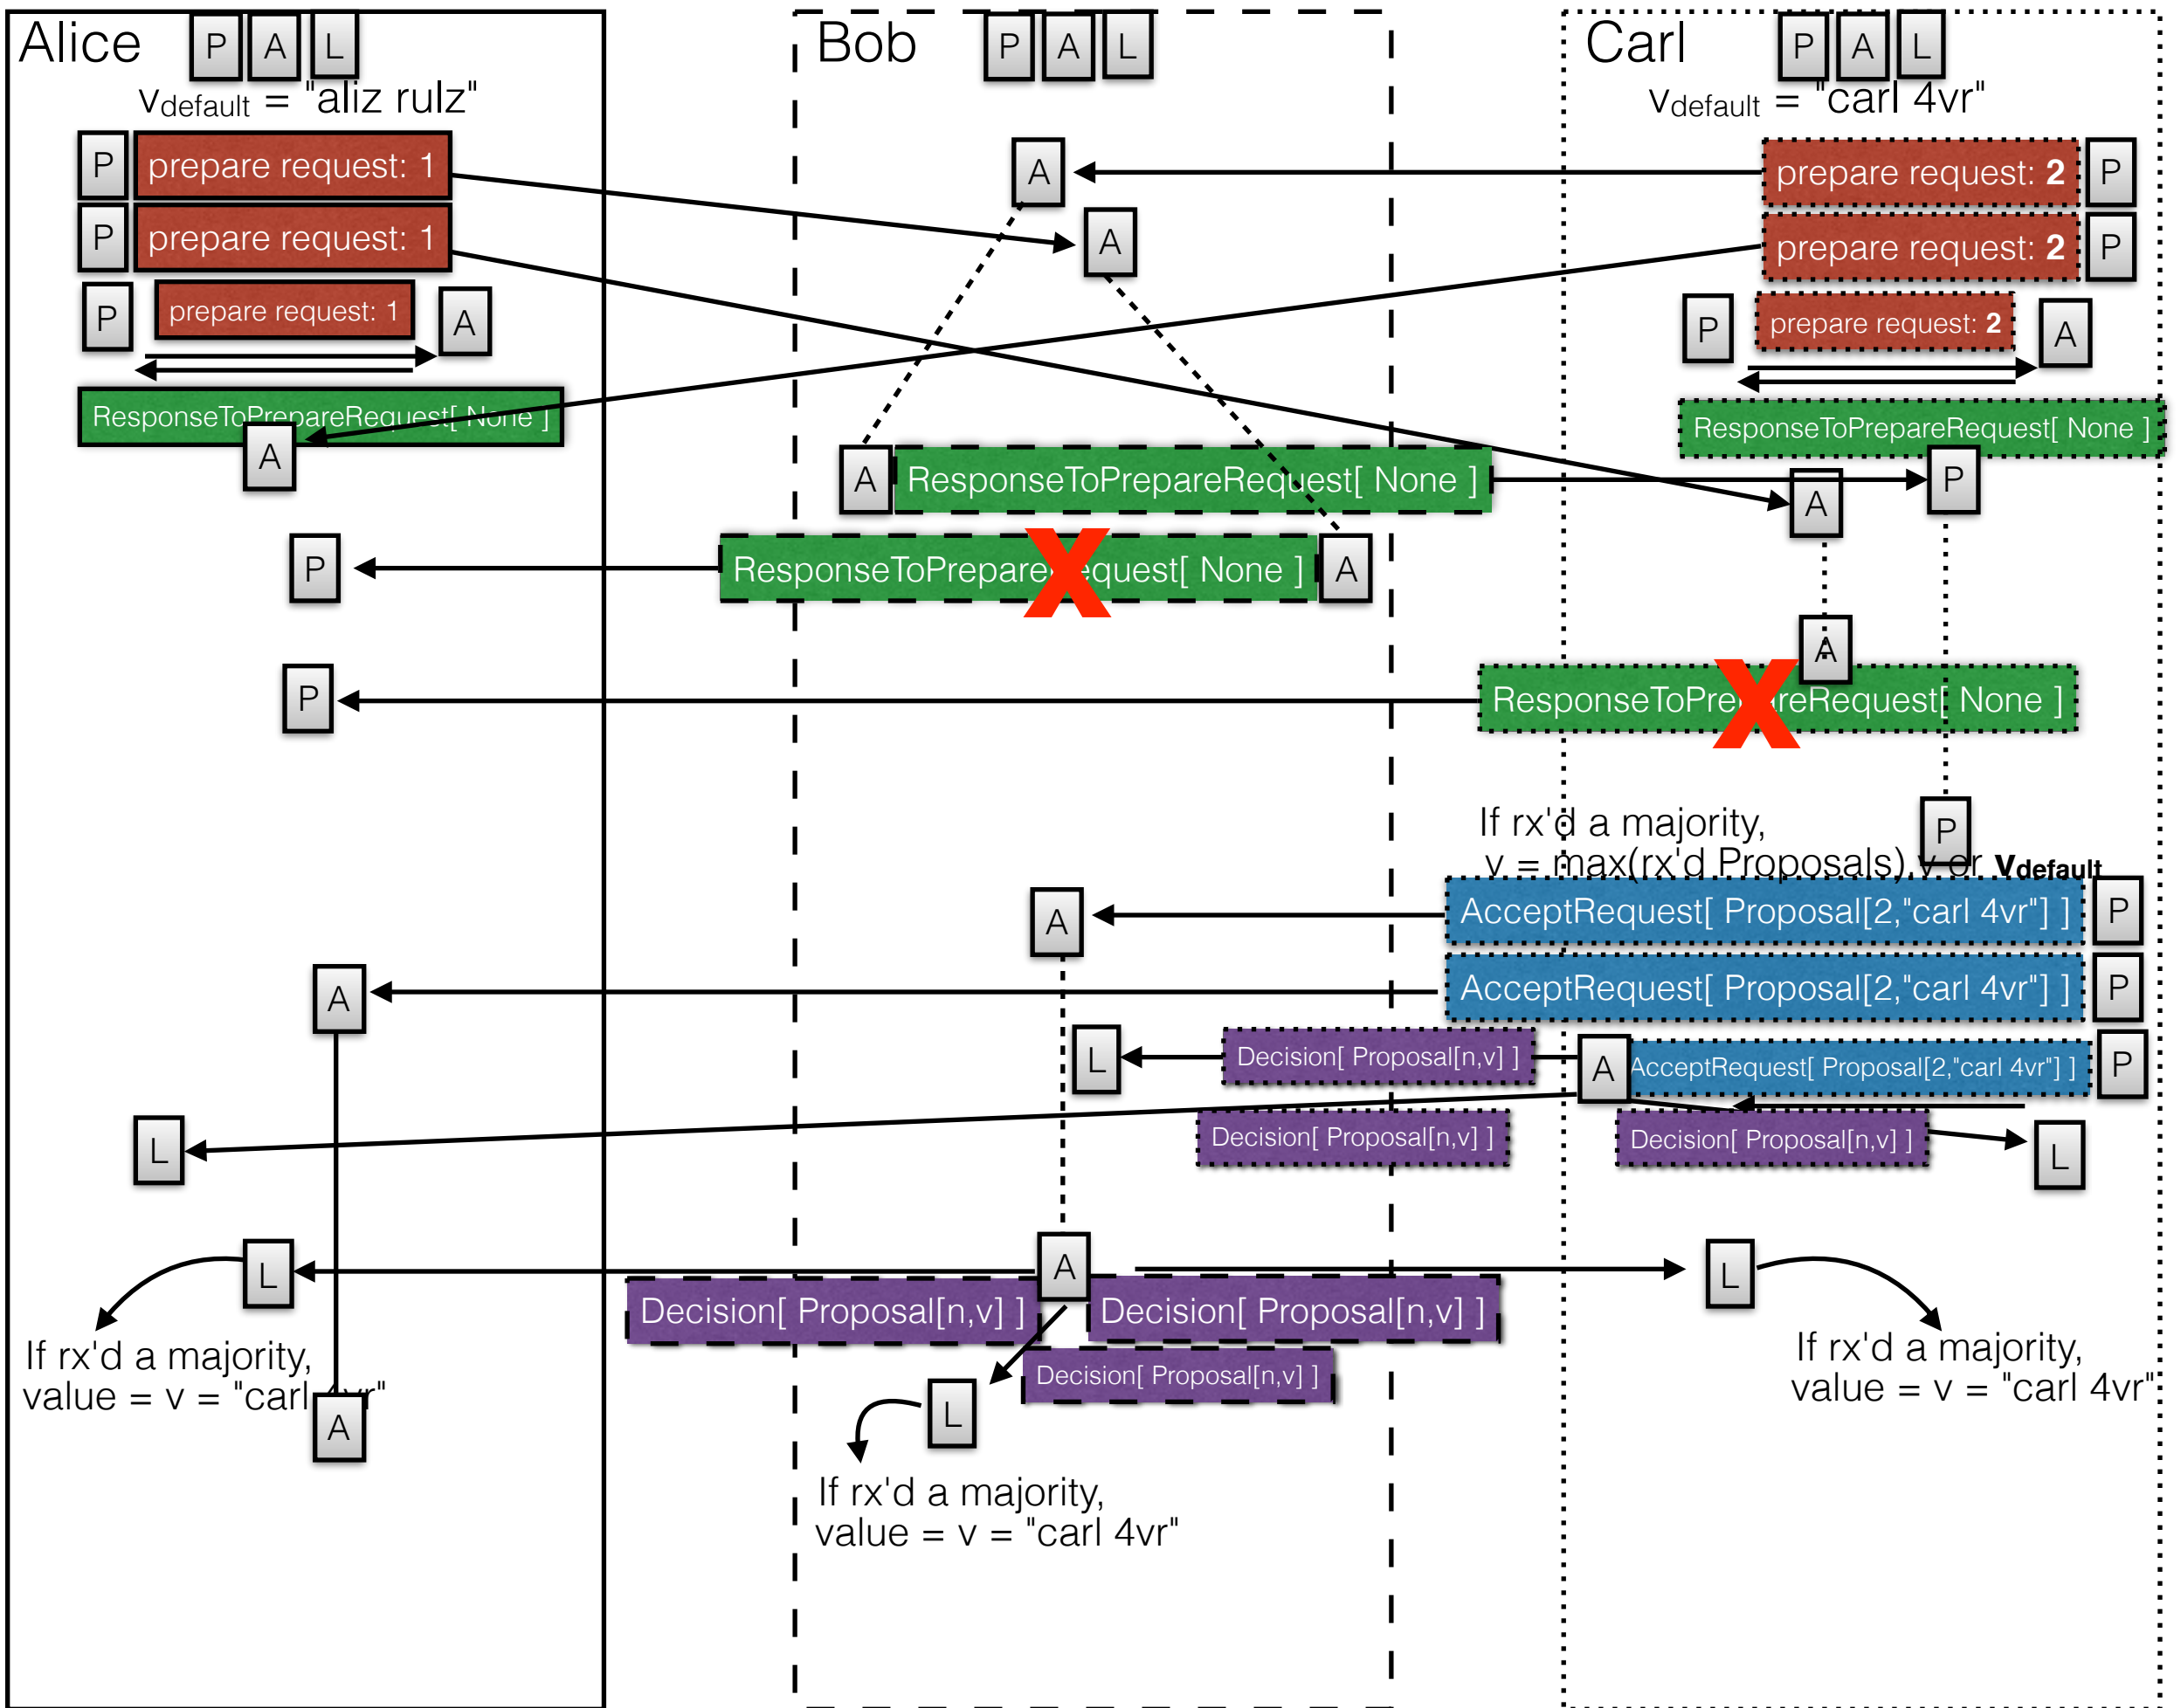 Alice P A L
Bob P A L
Carl P A L
vdefault = "aliz rulz"
vdefault = "carl 4vr"
P prepare request: 1
A
prepare request: 2 P
P prepare request: 1
A
prepare request: 2 P
P prepare request: 1 A
P prepare request: 2 A
ResponseToPrepareRequest[ None ]
ResponseToPrepareRequest[ None ]
A
A ResponseToPrepareRequest[ None ]
A
P
P
ResponseToPrepareRequest[ None ] A
X
A
P
ResponseToPrepareRequest[ None ]
X
If rx'd a majority,
P
v = max(rx'd Proposals).v or vdefault
A
AcceptRequest[ Proposal[2,"carl 4vr"] ] P
A
AcceptRequest[ Proposal[2,"carl 4vr"] ] P
L
Decision[ Proposal[n,v] ]
A
AcceptRequest[ Proposal[2,"carl 4vr"] ] P
L
Decision[ Proposal[n,v] ]
Decision[ Proposal[n,v] ]
L
L
A
L
Decision[ Proposal[n,v] ]
Decision[ Proposal[n,v] ]
If rx'd a majority,
value = v = "carl 4vr"
A
Decision[ Proposal[n,v] ]
L
If rx'd a majority,
value = v = "carl 4vr"
If rx'd a majority,
value = v = "carl 4vr"